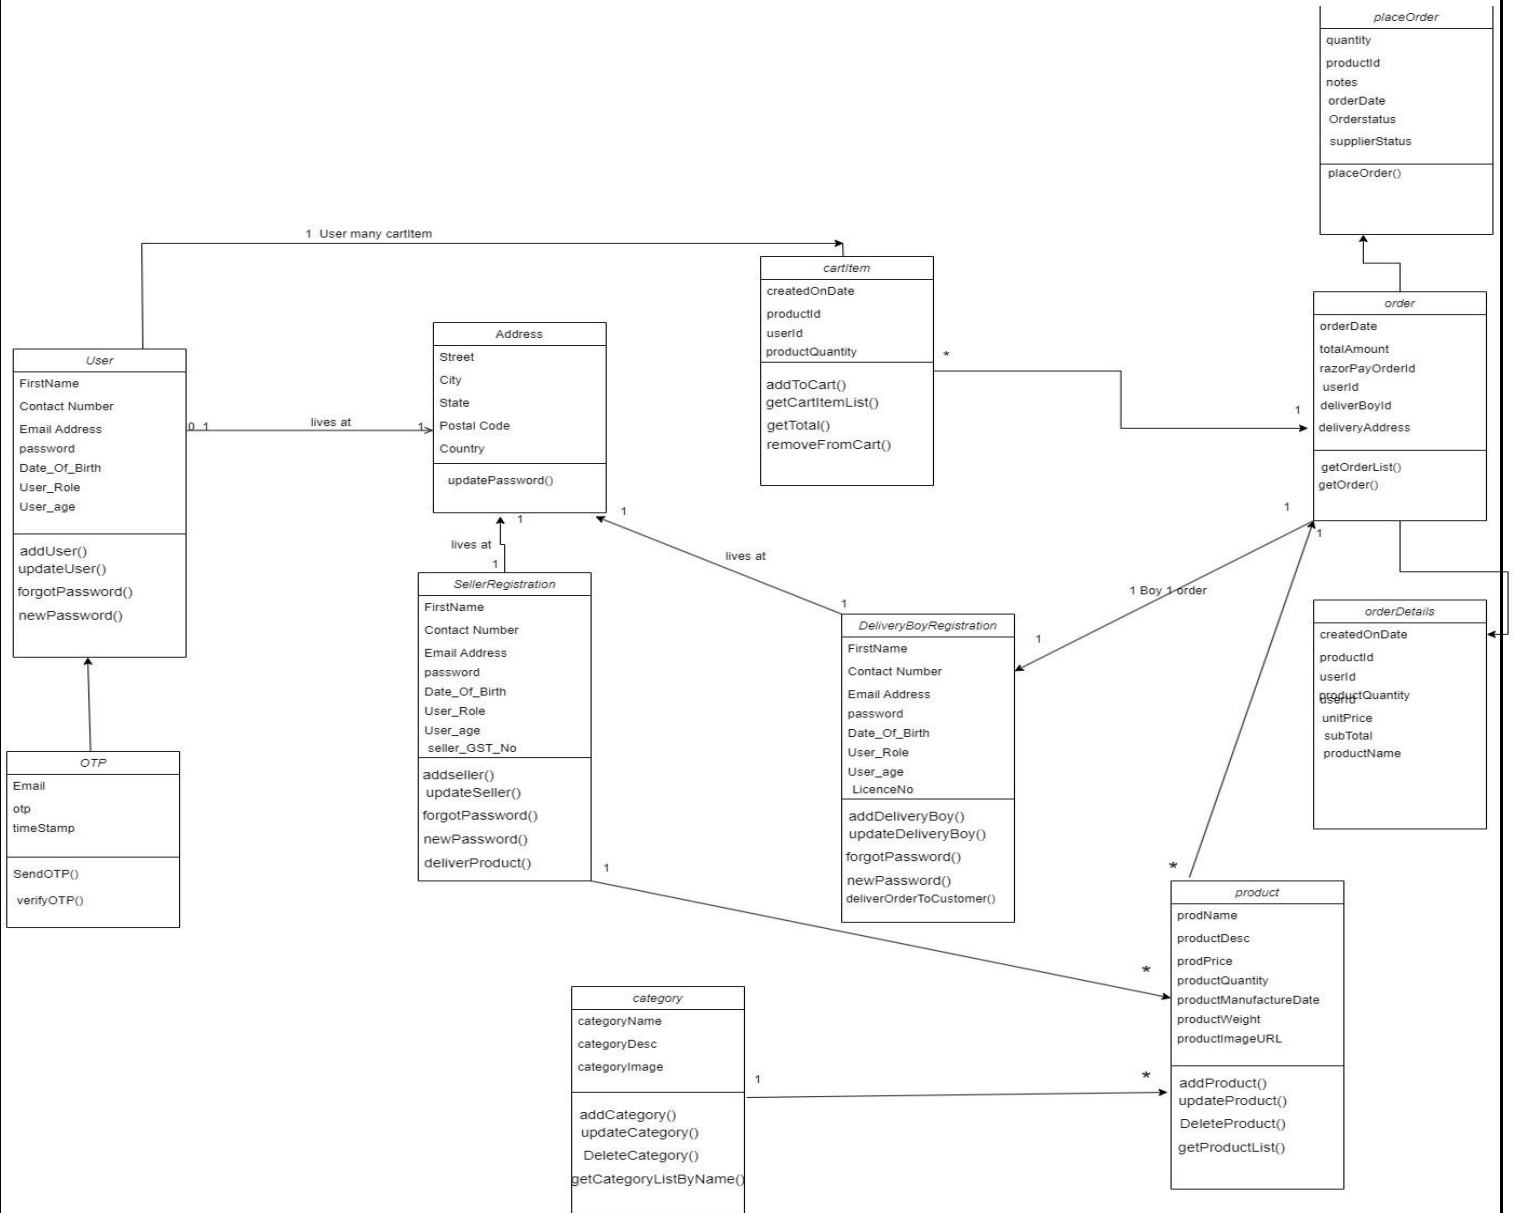 placeOrder
quantity
productId
notes
orderDate
Orderstatus
supplierStatus
placeOrder()
1 User many cartItem
cartItem
createdOnDate
productId
userId
productQuantity
addToCart()
getCartItemList()
getTotal()
removeFromCart()
*
1
order
orderDate
totalAmount
razorPayOrderId
userId
deliverBoyId
deliveryAddress
getOrderList()
getOrder()
1
1
Address
Street
City
State
Postal Code
Country
updatePassword()
User
FirstName
Contact Number
Email Address
password
Date_Of_Birth
User_Role
User_age
addUser()
updateUser()
forgotPassword()
newPassword()
0 1
lives at
1
1
lives at
1
1
lives at
1
1 Boy 1 order
1
SellerRegistration
FirstName
Contact Number
Email Address
password
Date_Of_Birth
User_Role
User_age
seller_GST_No
addseller()
updateSeller()
forgotPassword()
newPassword()
deliverProduct()
1
DeliveryBoyRegistration
FirstName
Contact Number
Email Address
password
Date_Of_Birth
User_Role
User_age
LicenceNo
addDeliveryBoy()
updateDeliveryBoy()
forgotPassword()
newPassword()
deliverOrderToCustomer()
orderDetails
createdOnDate
productId
userId
productQuantity
userId
unitPrice
subTotal
productName
OTP
Email
otp
timeStamp
SendOTP()
verifyOTP()
*
product
prodName
productDesc
prodPrice
productQuantity
productManufactureDate
productWeight
productImageURL
addProduct()
updateProduct()
DeleteProduct()
getProductList()
*
category
categoryName
categoryDesc
categoryImage
addCategory()
updateCategory()
DeleteCategory()
getCategoryListByName()
1
*